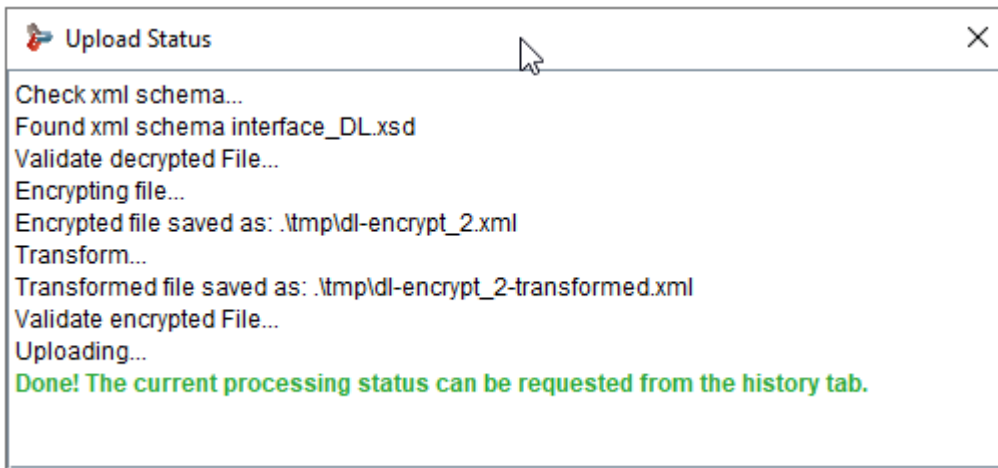 Upload Status
Check xml schema...
Found xml schema interface_DL.xsd
Validate decrypted File...
Encrypting file...
Encrypted file saved as: .\tmp\dl-encrypt_2.xml
Transform...
Transformed file saved as: .\tmp\dl-encrypt_2-transformed.xml
Validate encrypted File...
Uploading...
Done! The current processing status can be requested from the history tab.